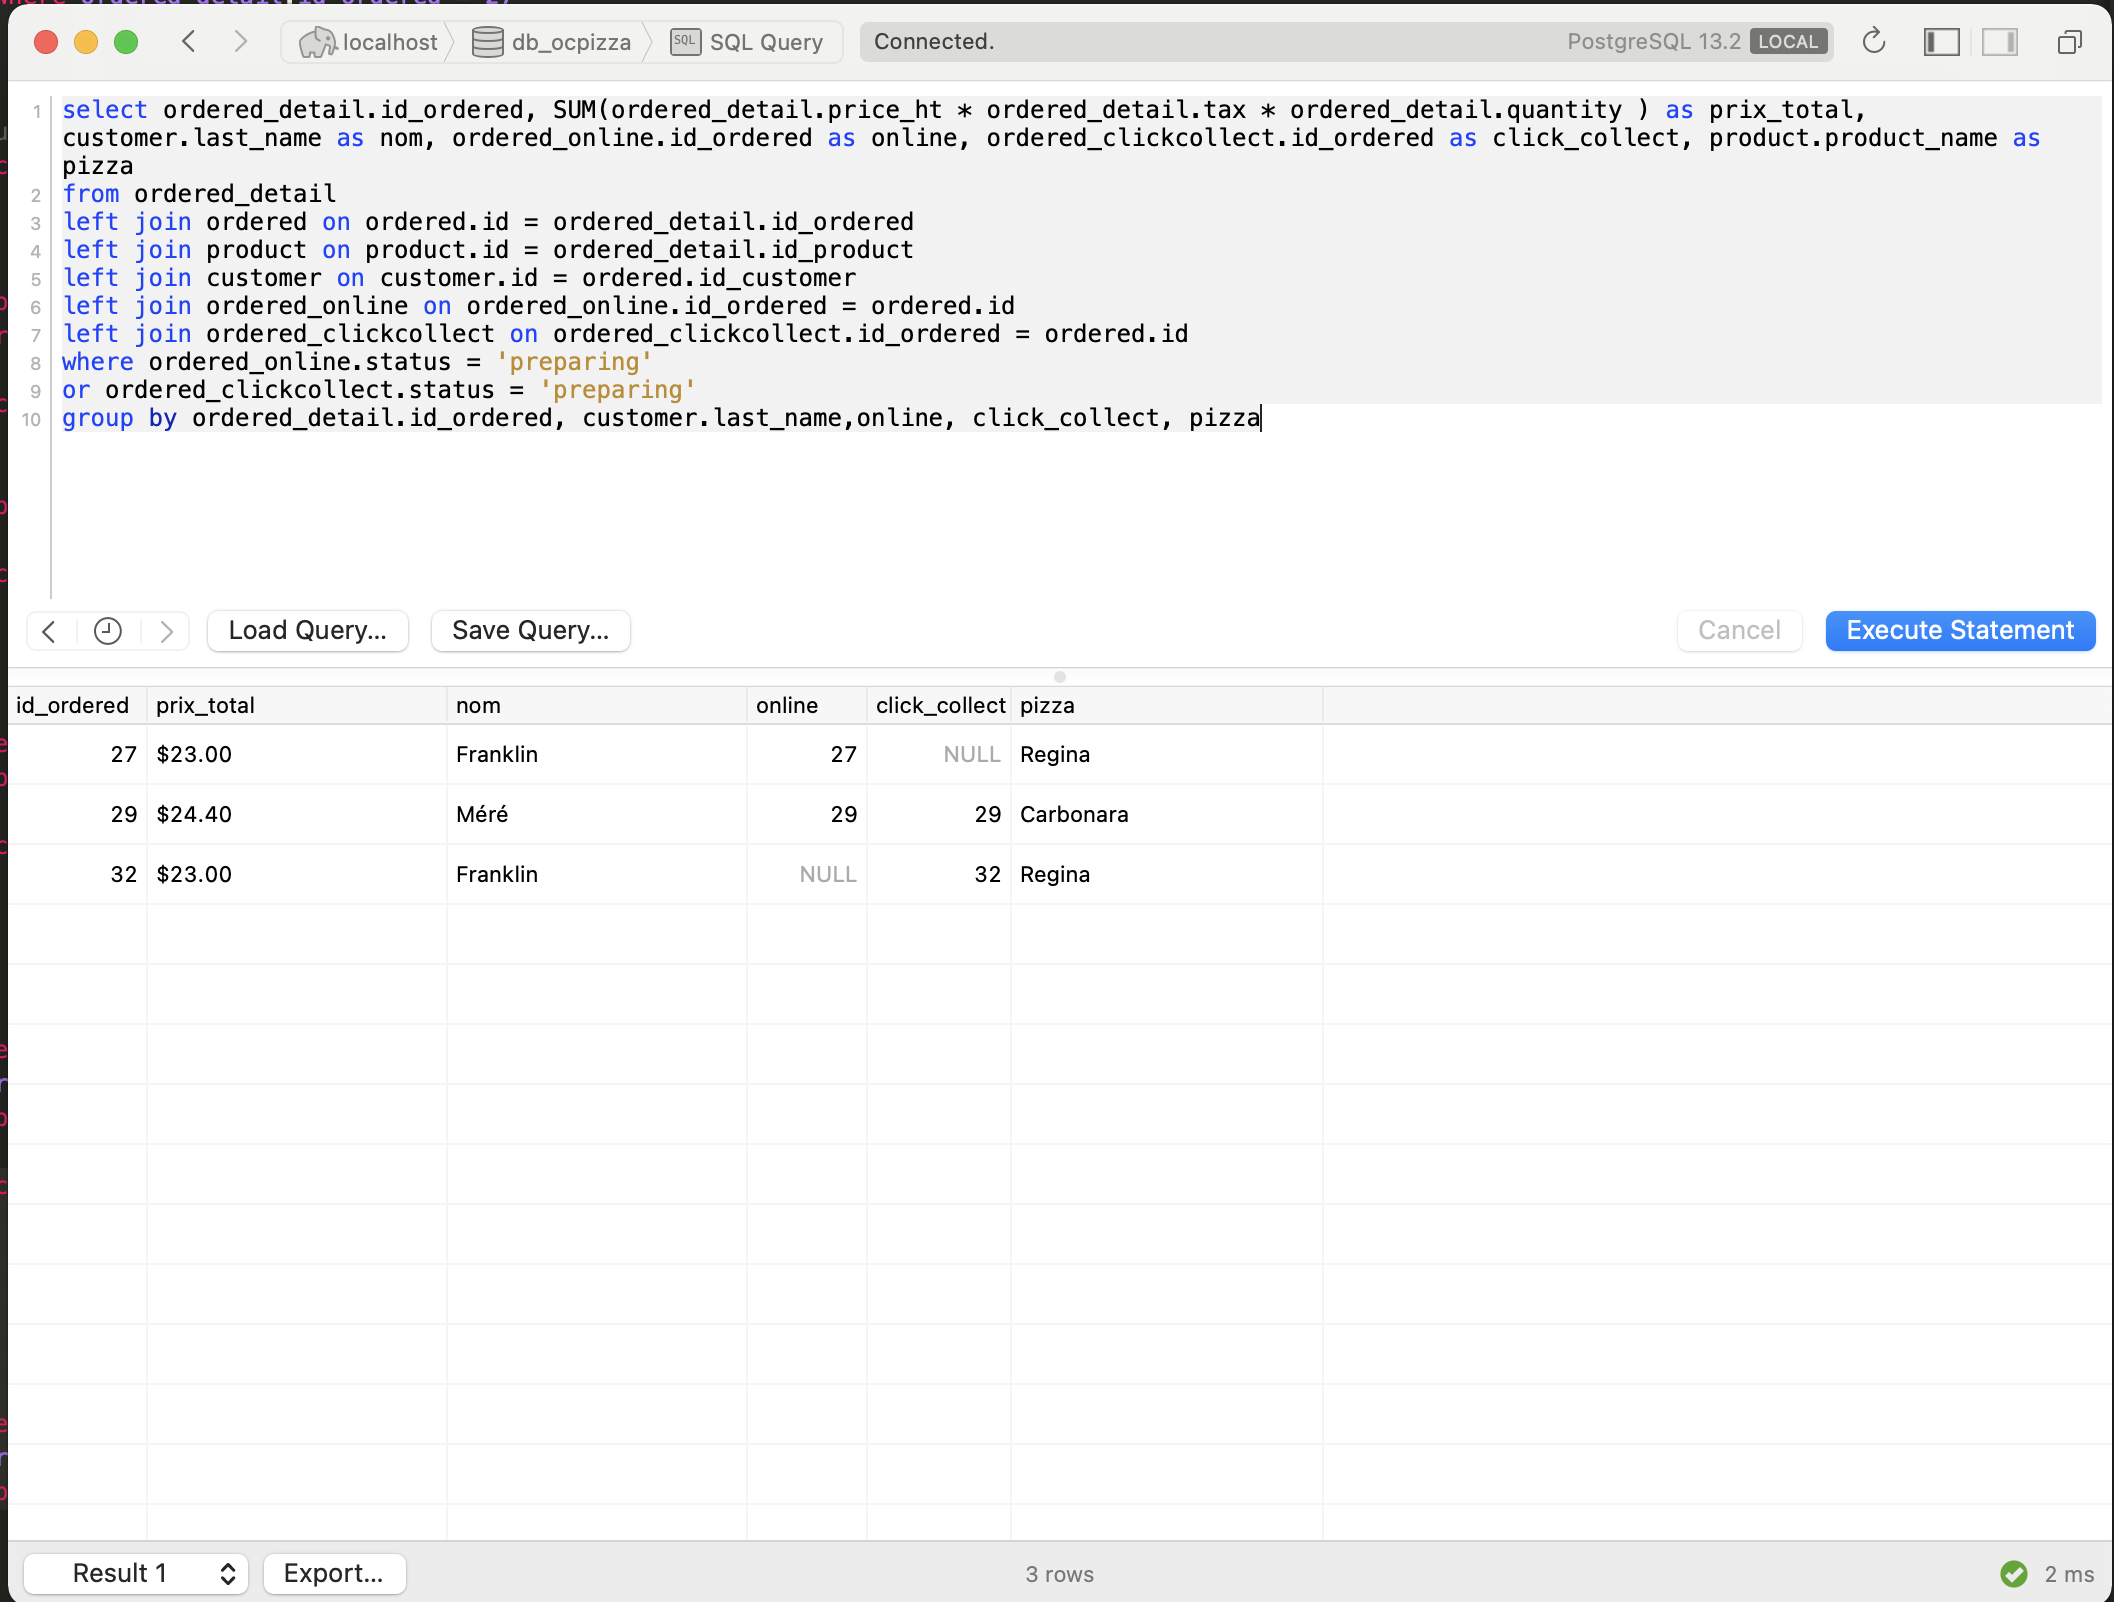 localhost
db_ocpizza
SQL SQL Query
Connected.
PostgreSQL 13.2 LOCAL
1 select ordered_detail.id_ordered, SUM(ordered_detail.price_ht * ordered_detail.tax * ordered_detail.quantity ) as prix_total,
customer.last_name as nom, ordered_online.id_ordered as online, ordered_clickcollect.id_ordered as click_collect, product.product_name as
pizza
2 from ordered_detail
3 left join ordered on ordered.id = ordered_detail.id_ordered
4 left join product on product.id = ordered_detail.id_product
5 left join customer on customer.id = ordered.id_customer
6 left join ordered_online on ordered_online.id_ordered = ordered.id
7 left join ordered_clickcollect on ordered_clickcollect.id_ordered = ordered.id
8 where ordered_online.status = 'preparing'
9 or ordered_clickcollect.status = 'preparing'
10 group by ordered_detail.id_ordered, customer.last_name,online, click_collect, pizza
Load Query...
Save Query...
Cancel
Execute Statement
id_ordered prix_total nom online click_collect pizza
27 $23.00 Franklin 27 NULL Regina
29 $24.40 Méré 29 29 Carbonara
32 $23.00 Franklin NULL 32 Regina
Result 1
Export...
3 rows
2 ms